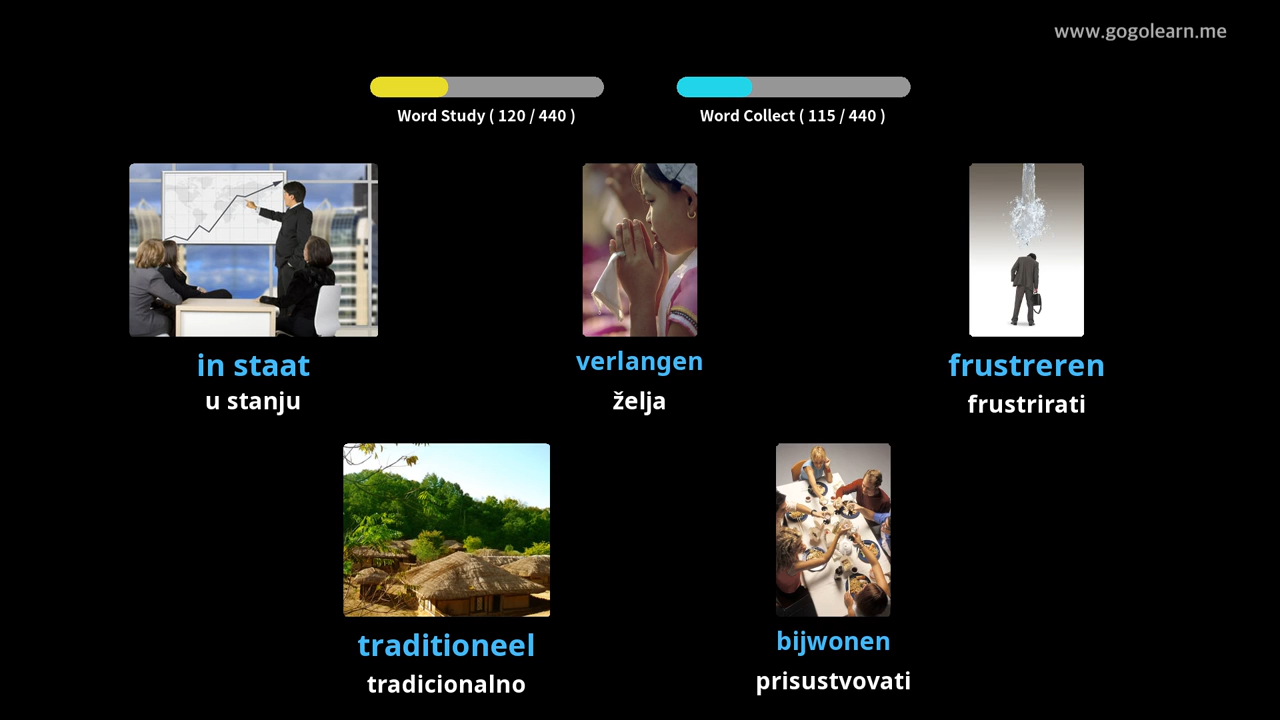 www.gogolearn.me
Word Study ( 120 / 440 )
Word Collect ( 115 / 440 )
in staat
u stanju
verlangen
želja
frustreren
frustrirati
traditioneel
tradicionalno
bijwonen
prisustvovati